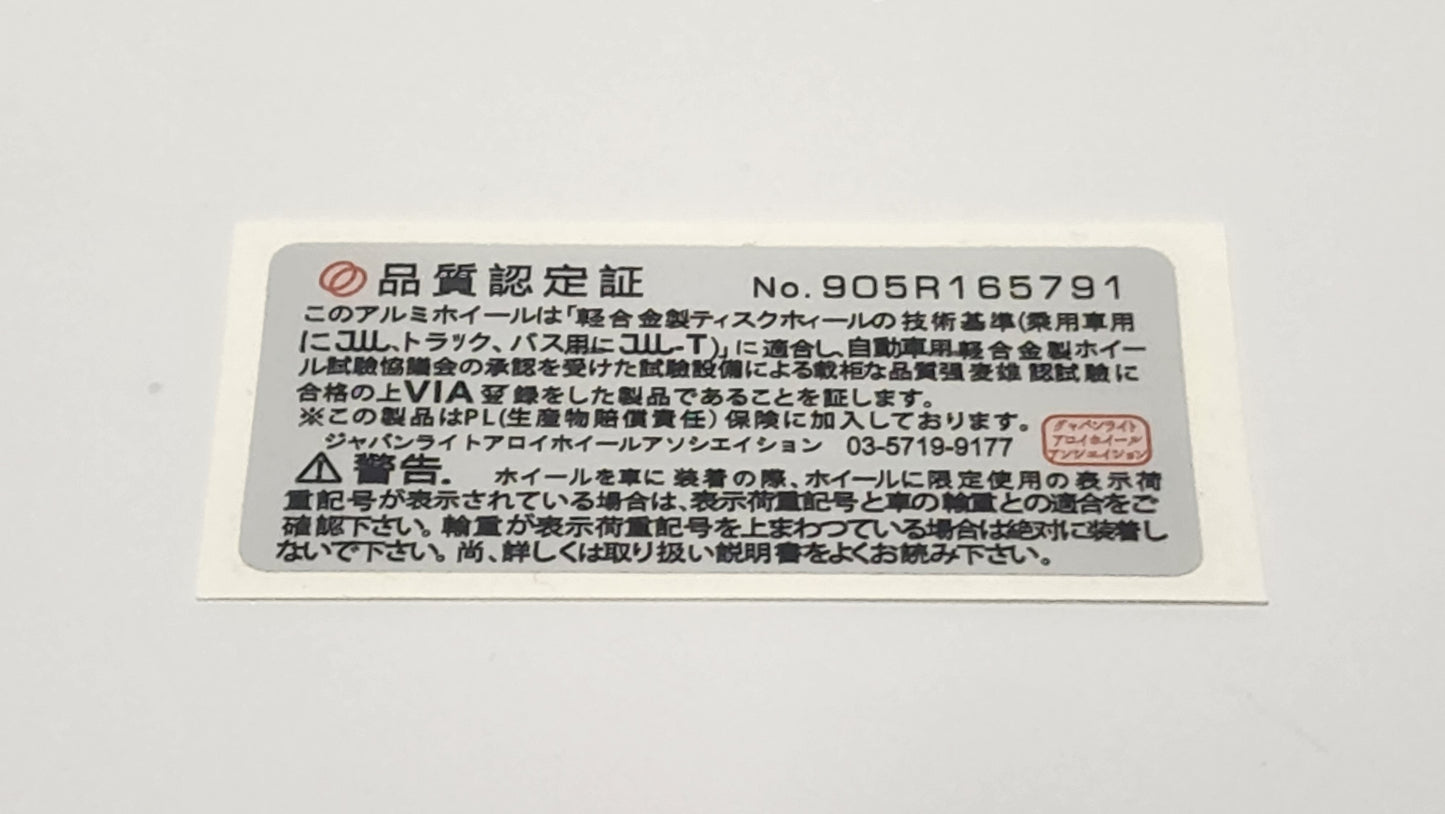 品質認定証 No.905R165791
このアルミホイールは「軽合金製ティスクホィールの技術基準(乗用車用
にJWL、トラック、バス用にJWL-T)」に適合し、自動車用軽合金製ホイー
ル試験協議会の承認を受けた試験設備による載柜な品質强麦雄認試験に
合格の上VIA登録をした製品であることを証します。
※この製品はPL(生産物賠償責任)保険に加入しております。
ジャパンライトアロイホイールアソシエイション 03-5719-9177
ジャパンライト
アロイホイール
アンジエイション
警告. ホイールを車に装着の際、ホイールに限定使用の表示荷
重記号が表示されている場合は、表示荷重記号と車の輪重との適合をご
確認下さい。輪重が表示荷重記号を上まわつている場合は絶対に装着し
ないで下さい。尚、詳しくは取り扱い説明書をよくお読み下さい。